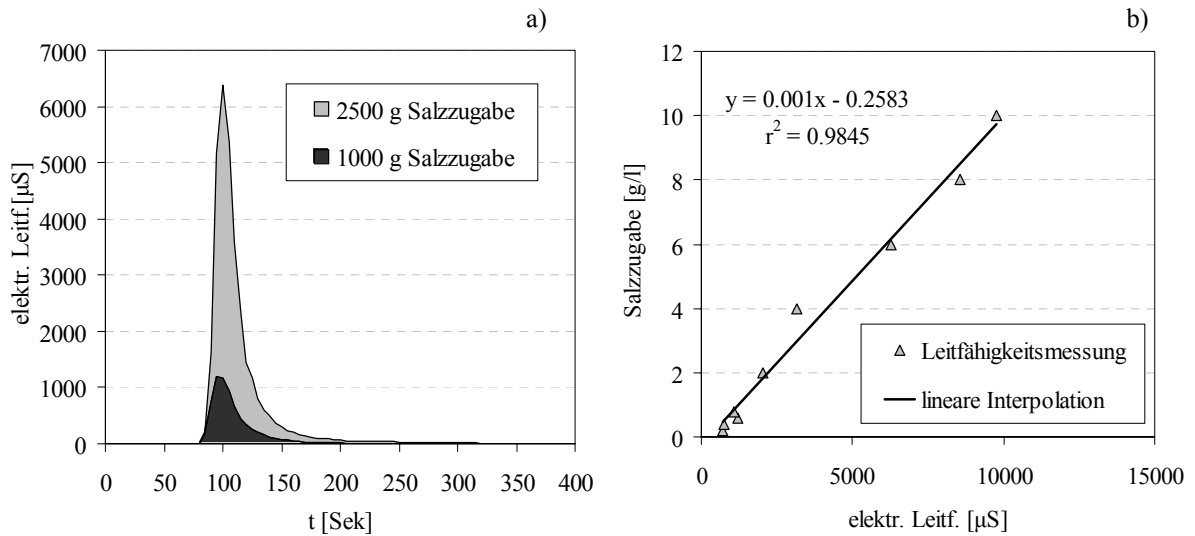 a)
elektr. Leitf.[µS]
7000
6000
5000
4000
3000
2000
1000
0
2500 g Salzzugabe
1000 g Salzzugabe
0 50 100 150 200 250 300 350 400
t [Sek]
b)
Salzzugabe [g/l]
12
10
8
6
4
2
0
y = 0.001x - 0.2583
r² = 0.9845
Leitfähigkeitsmessung
lineare Interpolation
0 5000 10000 15000
elektr. Leitf. [µS]